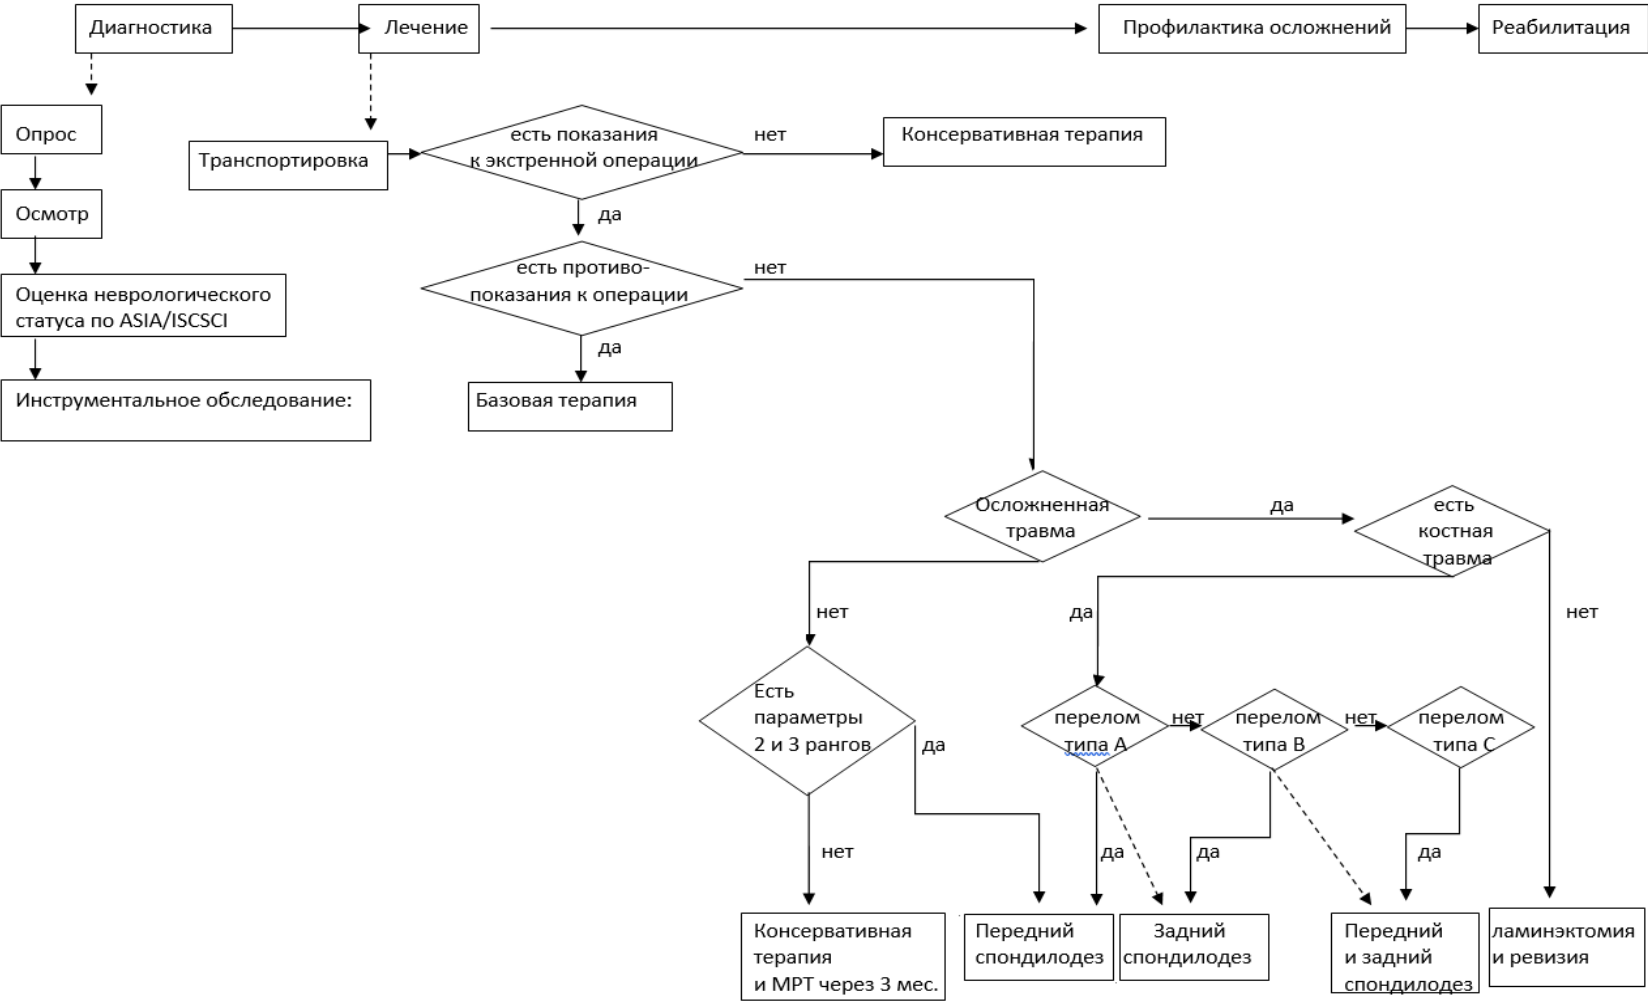 Диагностика
Лечение
Профилактика осложнений
Реабилитация
Опрос
Осмотр
Оценка неврологического
статуса по ASIA/ISCSCI
Инструментальное обследование:
Транспортировка
есть показания
к экстренной операции
нет
Консервативная терапия
да
есть противо-
показания к операции
нет
да
Базовая терапия
Осложненная
травма
да
есть
костная
травма
нет
да
нет
Есть
параметры
2 и 3 рангов
да
перелом
типа А
нет
перелом
типа В
нет
перелом
типа С
нет
да
да
да
Консервативная
терапия
и МРТ через 3 мес.
Передний
спондилодез
Задний
спондилодез
Передний
и задний
спондилодез
ламинэктомия
и ревизия